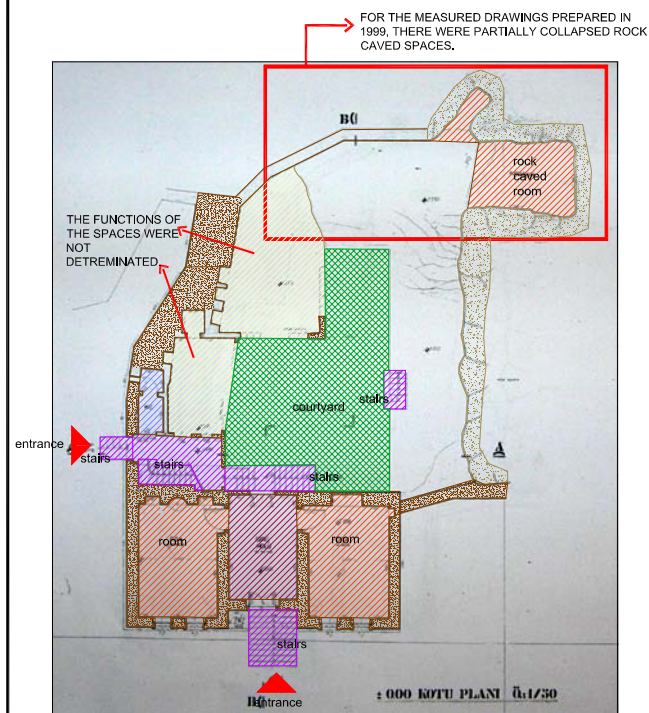 FOR THE MEASURED DRAWINGS PREPARED IN
1999, THERE WERE PARTIALLY COLLAPSED ROCK
CAVED SPACES.
B
rock
caved
room
THE FUNCTIONS OF
THE SPACES WERE
NOT
DETREMINATED
stairs
courtyard
entrance
stairs
stairs
stairs
A
room
room
stairs
entrance
± 000 KOTU PLANI Ü:1/50